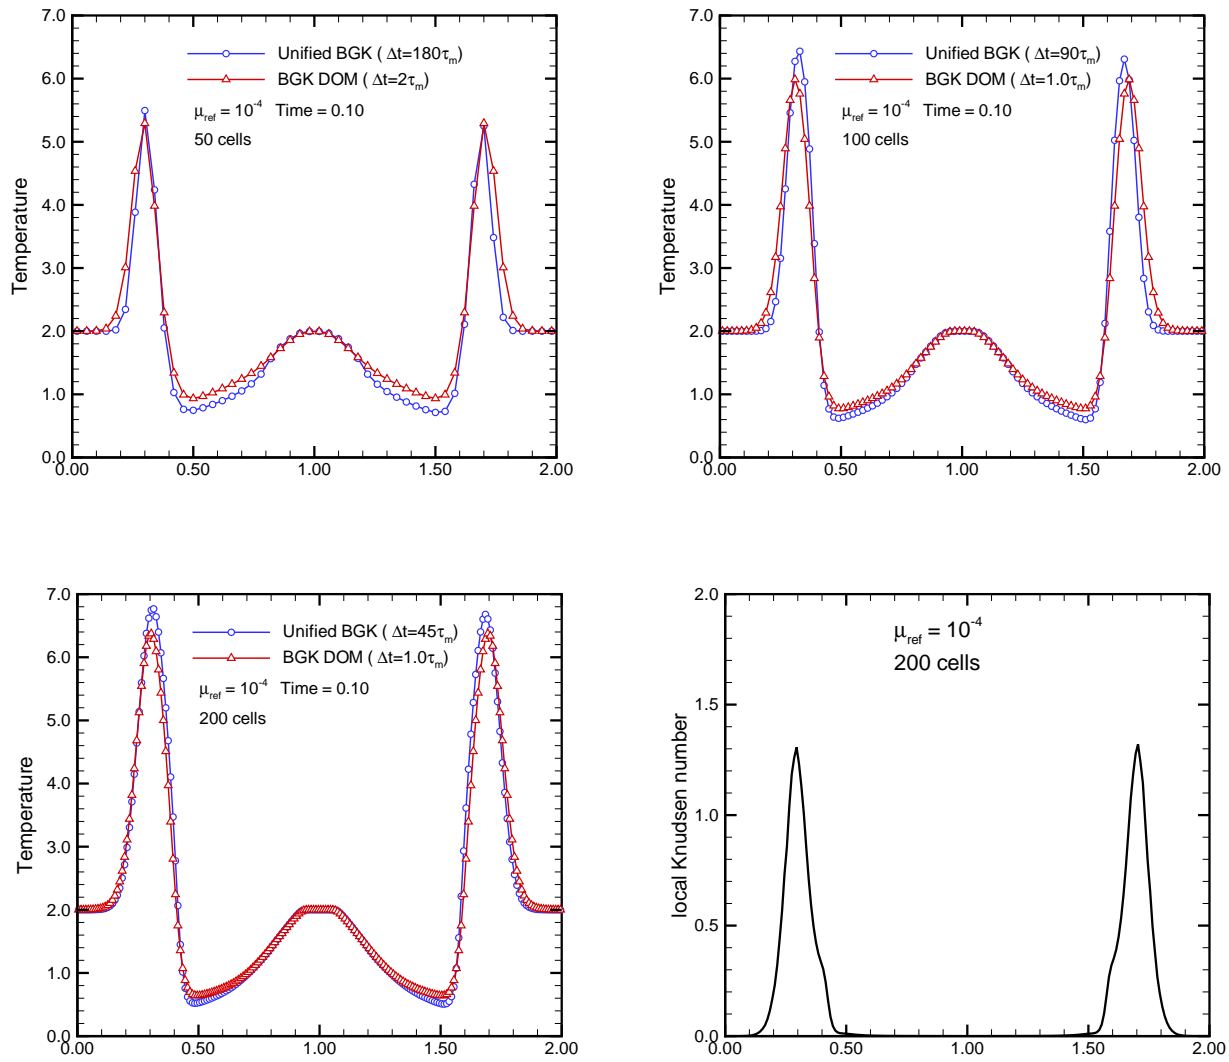 7.0
6.0
5.0
4.0
3.0
2.0
1.0
0.0
Temperature
Unified BGK ( Δt=180τm)
BGK DOM ( Δt=2τm)
μref = 10-4 Time = 0.10
50 cells
0.00 0.50 1.00 1.50 2.00
7.0
6.0
5.0
4.0
3.0
2.0
1.0
0.0
Temperature
Unified BGK ( Δt=90τm)
BGK DOM ( Δt=1.0τm)
μref = 10-4 Time = 0.10
100 cells
0.00 0.50 1.00 1.50 2.00
7.0
6.0
5.0
4.0
3.0
2.0
1.0
0.0
Temperature
Unified BGK ( Δt=45τm)
BGK DOM ( Δt=1.0τm)
μref = 10-4 Time = 0.10
200 cells
0.00 0.50 1.00 1.50 2.00
2.0
1.5
1.0
0.5
0.0
local Knudsen number
μref = 10-4
200 cells
0.00 0.50 1.00 1.50 2.00